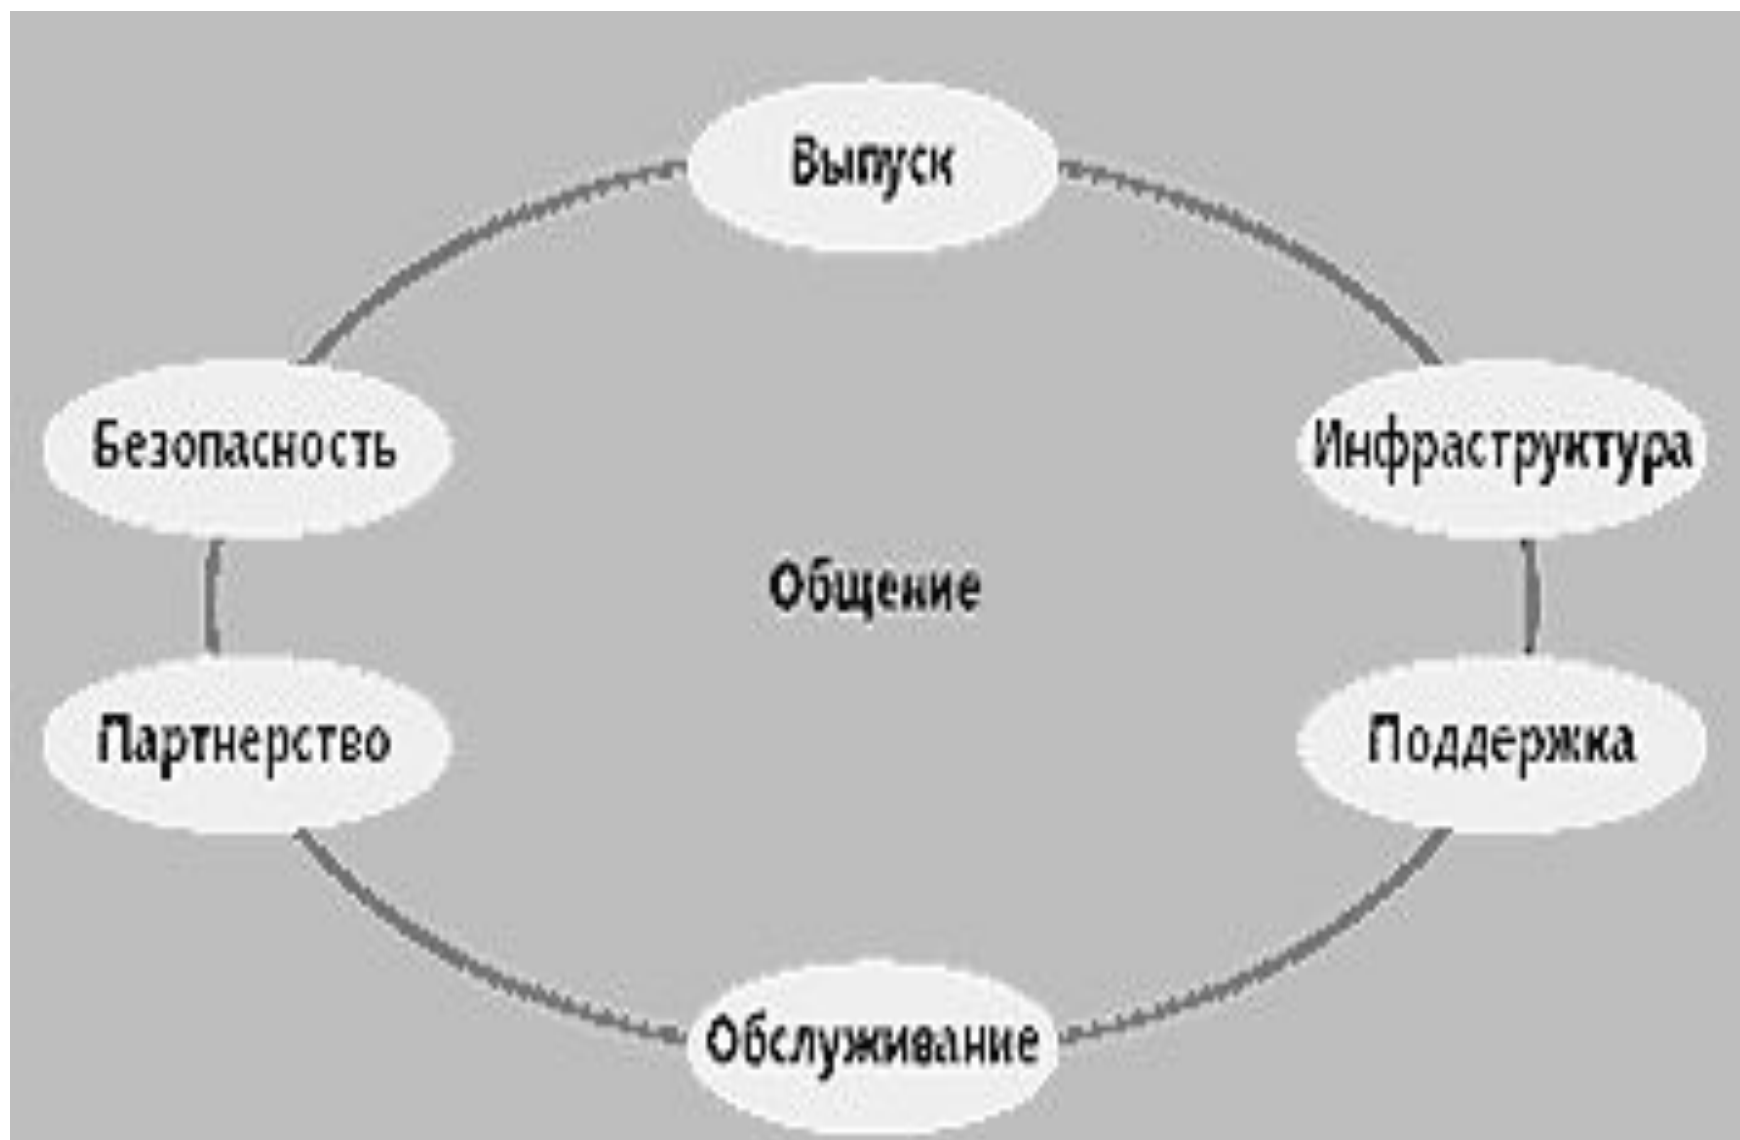 Выпуск
Безопасность
Инфраструктура
Общение
Партнерство
Поддержка
Обслуживание